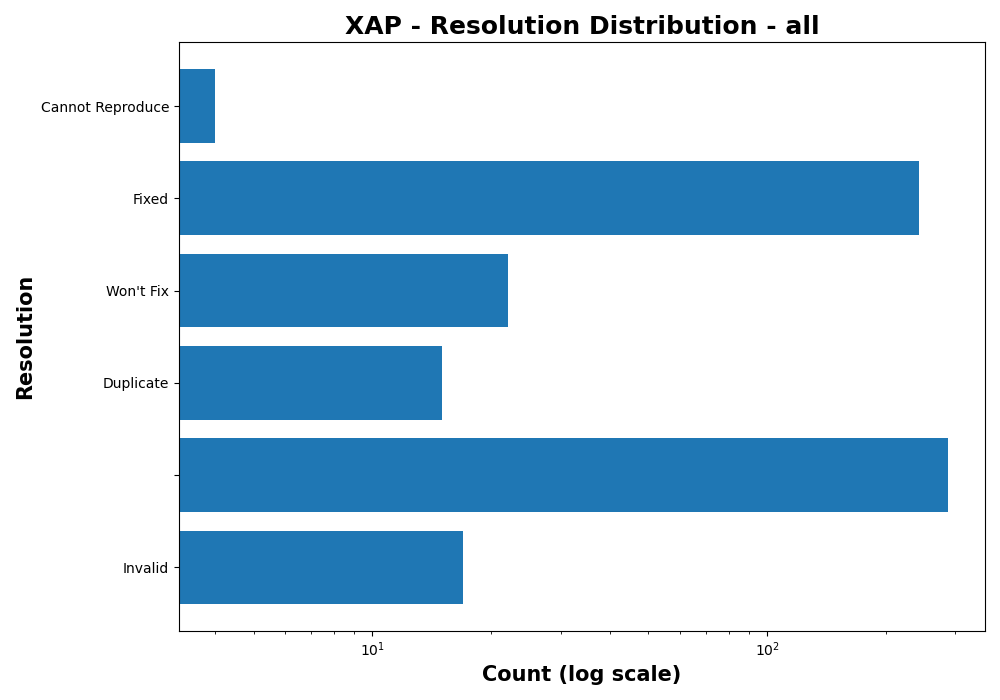 XAP - Resolution Distribution - all
Cannot Reproduce
Fixed
Won't Fix
Duplicate
Invalid
Resolution
10¹
10²
Count (log scale)